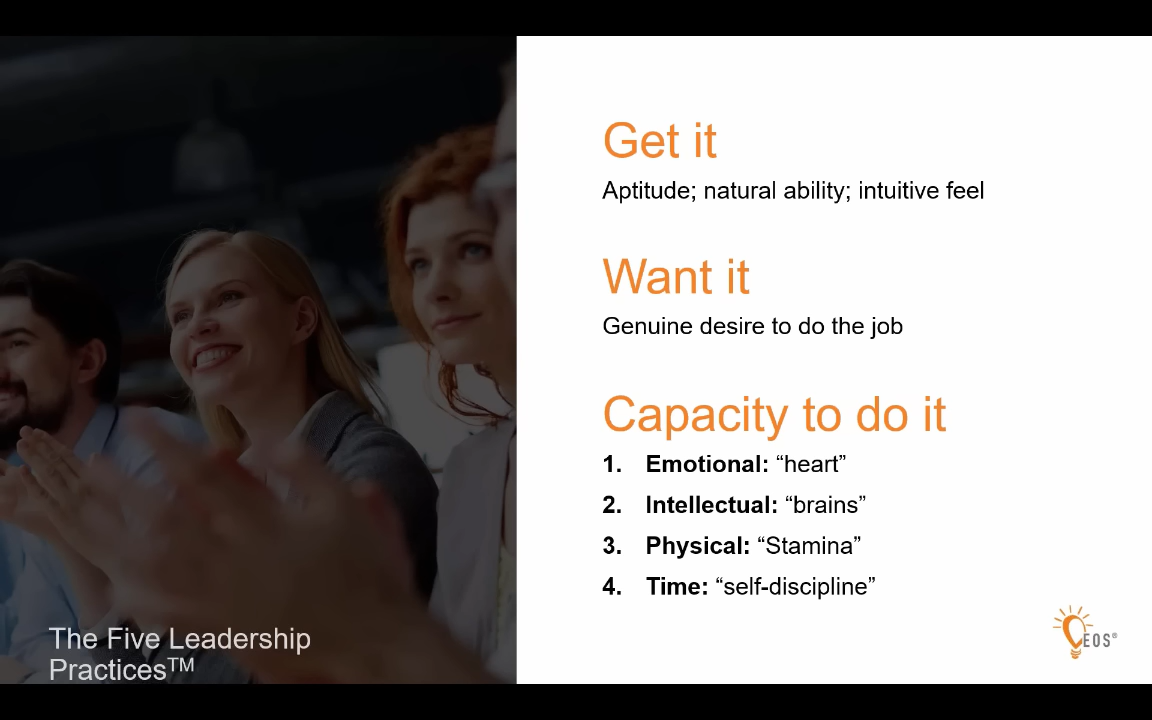 Get it
Aptitude; natural ability; intuitive feel
Want it
Genuine desire to do the job
Capacity to do it
1. Emotional: “heart”
2. Intellectual: “brains”
3. Physical: “Stamina”
4. Time: “self-discipline”
The Five Leadership
Practices™
EOS®